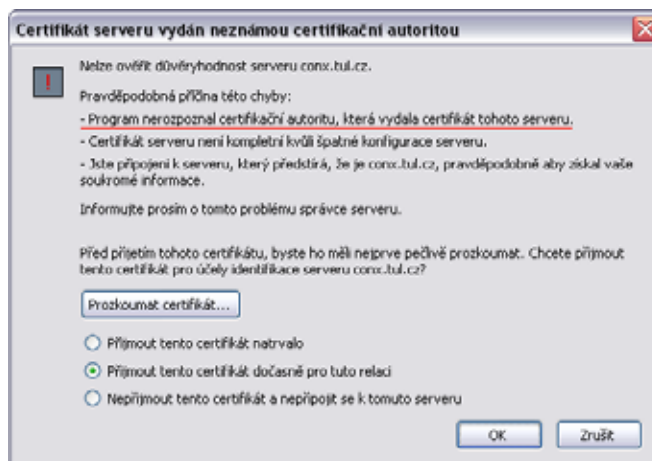 Certifikát serveru vydán neznámou certifikační autoritou
Nelze ověřit důvěryhodnost serveru conx.tul.cz.
Pravděpodobná příčina této chyby:
- Program nerozpoznal certifikační autoritu, která vydala certifikát tohoto serveru.
- Certifikát serveru není kompletní kvůli špatné konfigurace serveru.
- Jste připojeni k serveru, který předstírá, že je conx.tul.cz, pravděpodobně aby získal vaše
soukromé informace.
Informujte prosím o tomto problému správce serveru.
Před přijetím tohoto certifikátu, byste ho měli nejprve pečlivě prozkoumat. Chcete přijmout
tento certifikát pro účely identifikace serveru conx.tul.cz?
Prozkoumat certifikát...
Přijmout tento certifikát natrvalo
Přijmout tento certifikát dočasně pro tuto relaci
Nepřijmout tento certifikát a nepřipojit se k tomuto serveru
OK Zrušit